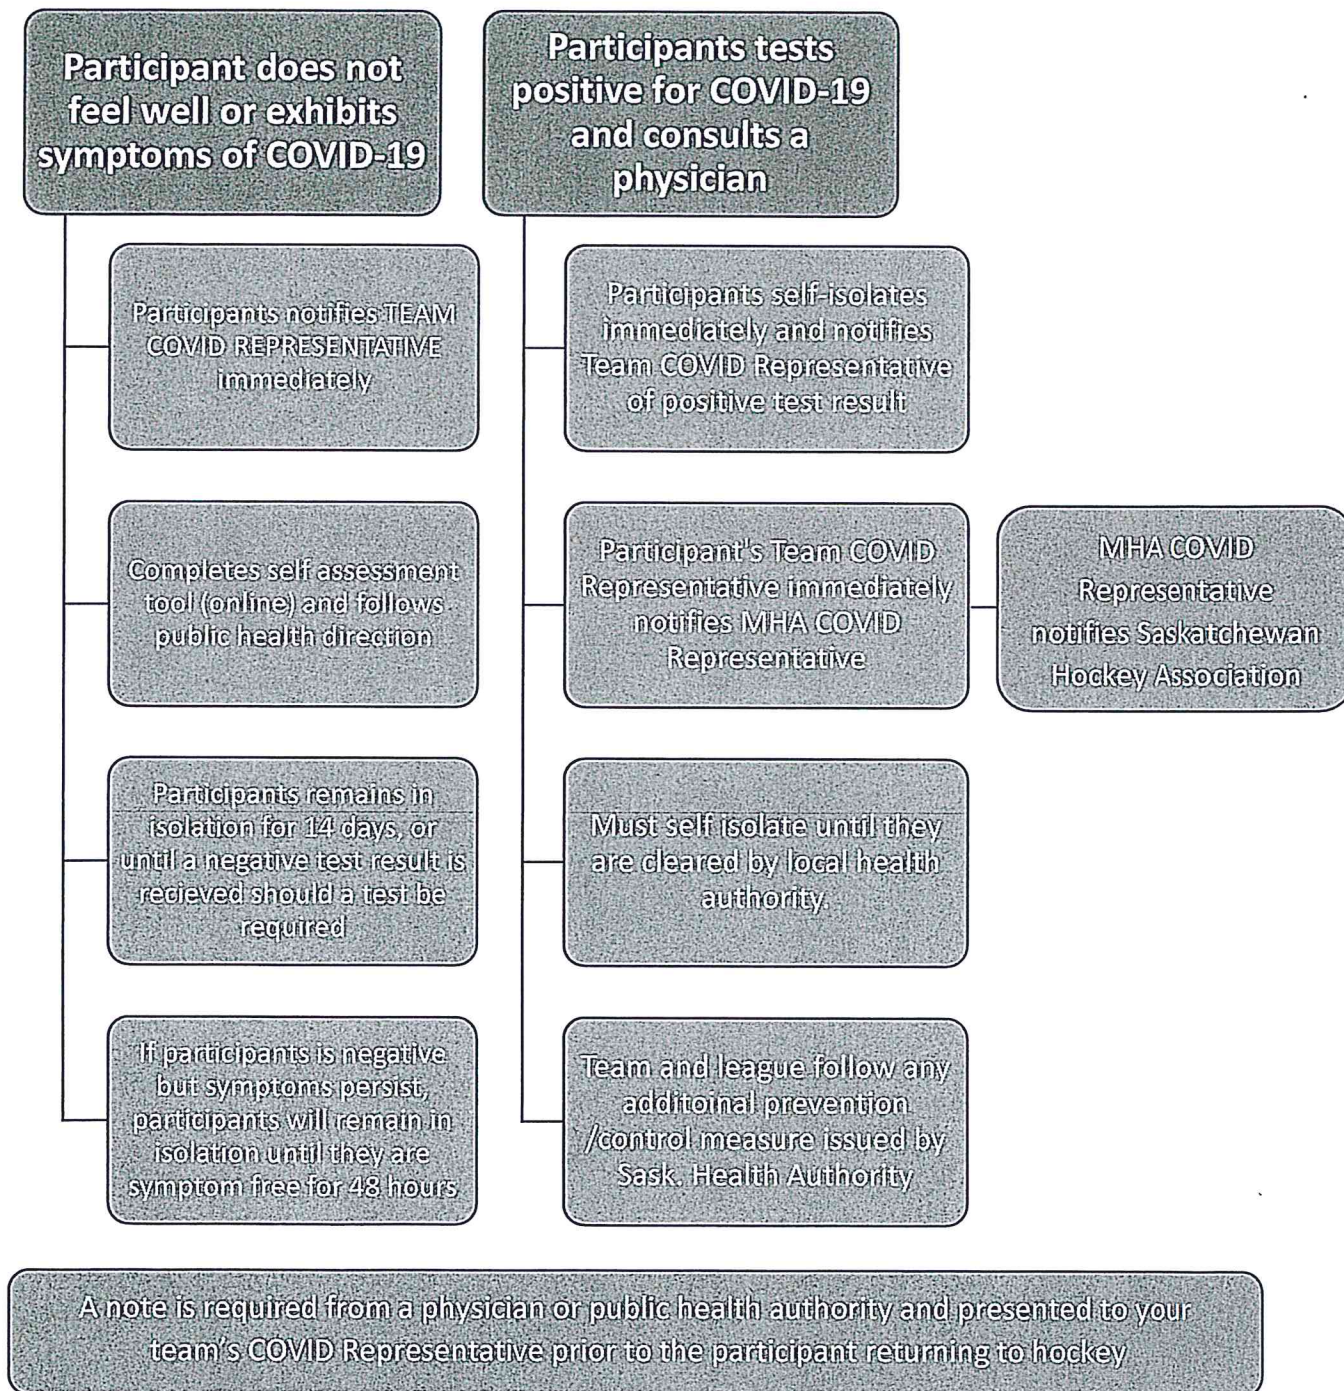 Participant does not
feel well or exhibits
symptoms of COVID-19
Participants notifies TEAM
COVID REPRESENTATIVE
immediately
Completes self assessment
tool (online) and follows
public health direction
Participants remains in
isolation for 14 days, or
until a negative test result is
recieved should a test be
required
If participants is negative
but symptoms persist,
participants will remain in
isolation until they are
symptom free for 48 hours
Participants tests
positive for COVID-19
and consults a
physician
Participants self-isolates
immediately and notifies
Team COVID Representative
of positive test result
Participant's Team COVID
Representative immediately
notifies MHA COVID
Representative
MHA COVID
Representative
notifies Saskatchewan
Hockey Association
Must self isolate until they
are cleared by local health
authority.
Team and league follow any
additoinal prevention
/control measure issued by
Sask. Health Authority
A note is required from a physician or public health authority and presented to your
team's COVID Representative prior to the participant returning to hockey